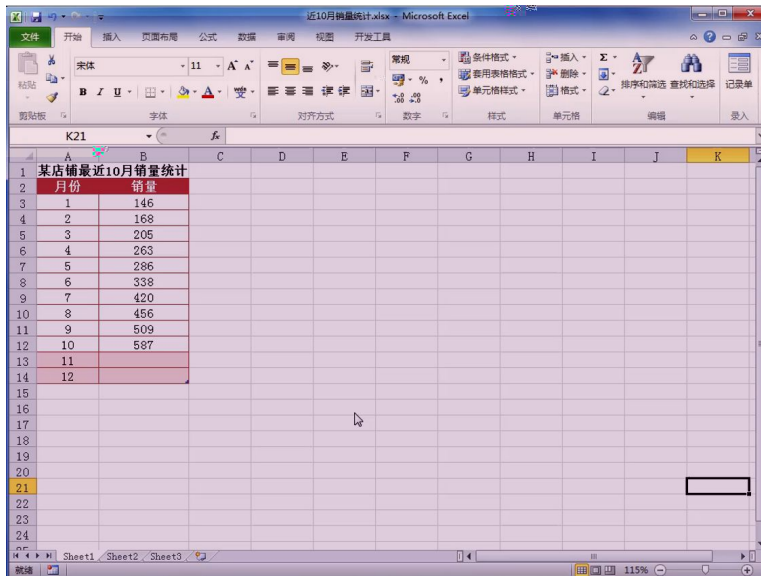 近10月销量统计.xlsx - Microsoft Excel
文件 开始 插入 页面布局 公式 数据 审阅 视图 开发工具
宋体 11 常规 条件格式 插入
套用表格格式 删除
粘贴 单元格样式 格式 排序和筛选 查找和选择 记录单
剪贴板 字体 对齐方式 数字 样式 单元格 编辑 录入
K21 fx
A B C D E F G H I J K
1 某店铺最近10月销量统计
2 月份 销量
3 1 146
4 2 168
5 3 205
6 4 263
7 5 286
8 6 338
9 7 420
10 8 456
11 9 509
12 10 587
13 11
14 12
15
16
17
18
19
20
21
22
23
24
Sheet1 Sheet2 Sheet3
就绪 115%